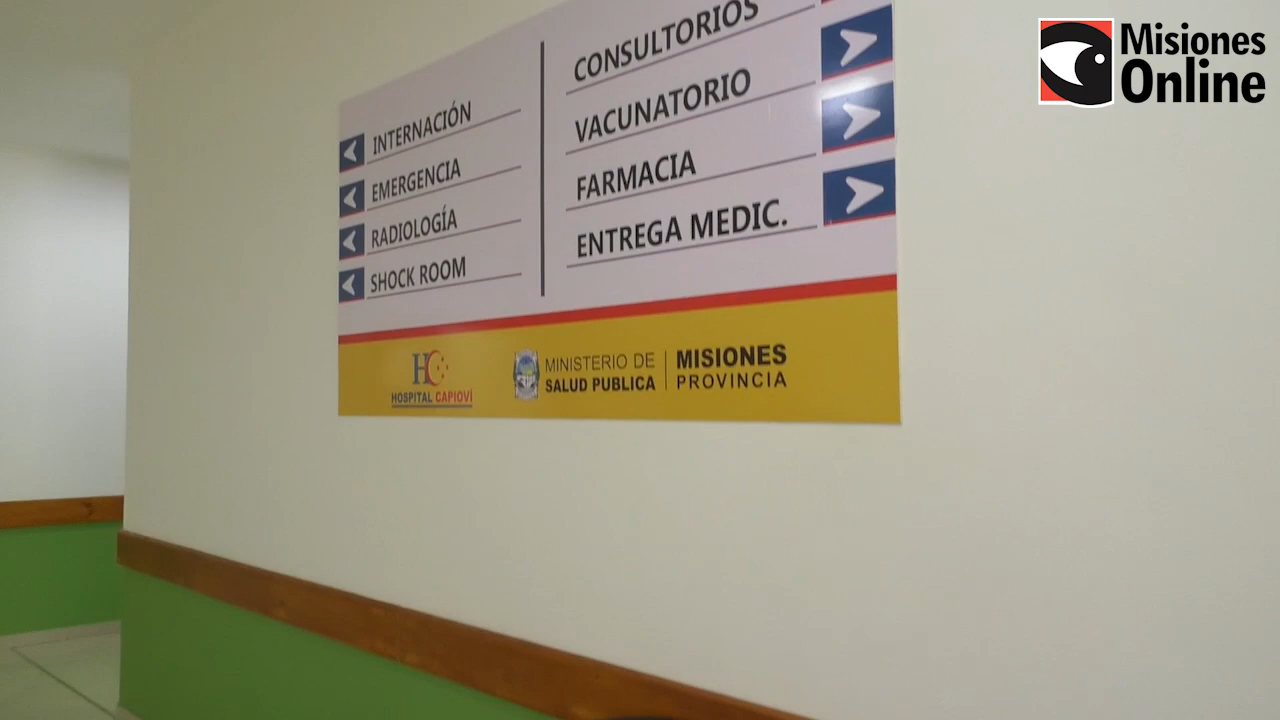 Misiones
Online
INTERNACIÓN
EMERGENCIA
RADIOLOGÍA
SHOCK ROOM
CONSULTORIOS
VACUNATORIO
FARMACIA
ENTREGA MEDIC.
HC
HOSPITAL CAPIOVÍ
MINISTERIO DE
SALUD PUBLICA
MISIONES
PROVINCIA